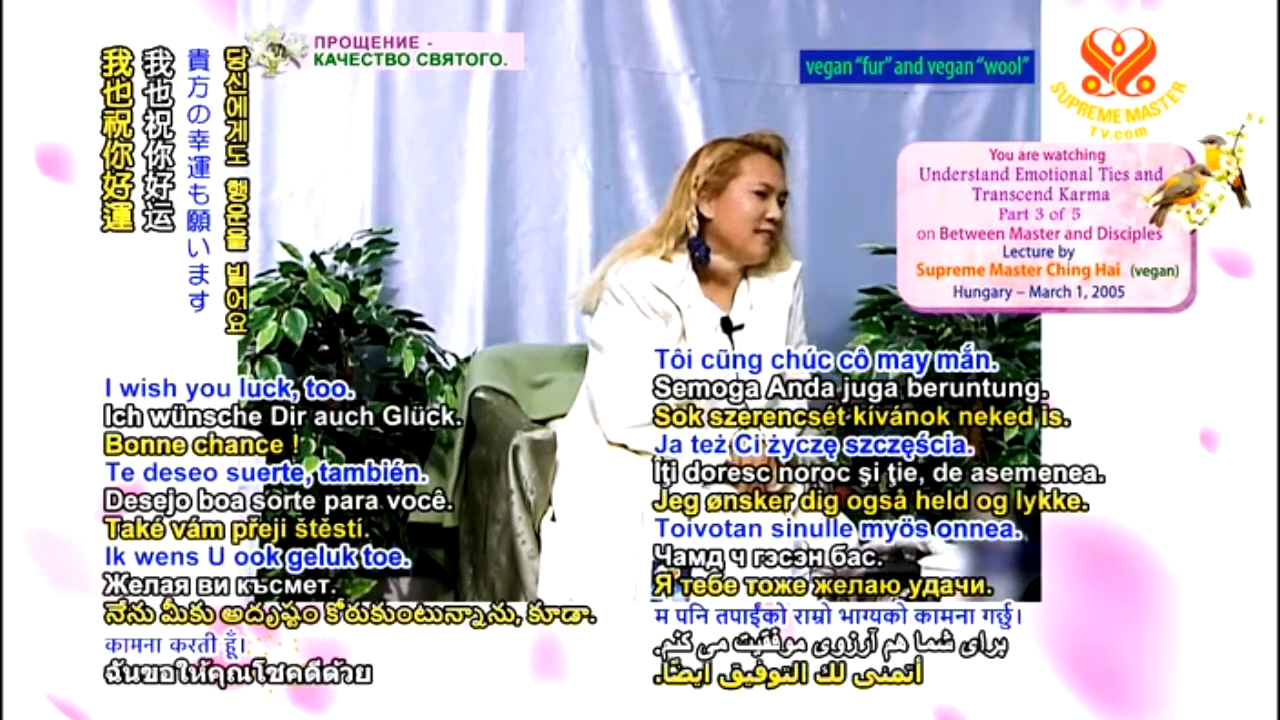 ПРОЩЕНИЕ -
КАЧЕСТВО СВЯТОГО.
vegan “fur” and vegan “wool”
SUPREME MASTER
TV.com
You are watching
Understand Emotional Ties and
Transcend Karma
Part 3 of 5
on Between Master and Disciples
Lecture by
Supreme Master Ching Hai (vegan)
Hungary – March 1, 2005
我也祝你好運
我也祝你好运
貴方の幸運も願います
당신에게도 행운을 빌어요
I wish you luck, too.
Ich wünsche Dir auch Glück.
Bonne chance !
Te deseo suerte, también.
Desejo boa sorte para você.
Také vám přeji štěstí.
Ik wens U ook geluk toe.
Желая ви късмет.
నేను మీకు అదృష్టం కోరుకుంటున్నాను, కూడా.
कामना करती हूँ।
ฉันขอให้คุณโชคดีด้วย
Tôi cũng chúc cô may mắn.
Semoga Anda juga beruntung.
Sok szerencsét kívánok neked is.
Ja też Ci życzę szczęścia.
Îţi doresc noroc şi ţie, de asemenea.
Jeg ønsker dig også held og lykke.
Toivotan sinulle myös onnea.
Чамд ч гэсэн бас.
Я тебе тоже желаю удачи.
म पनि तपाईंको राम्रो भाग्यको कामना गर्छु।
برای شما هم آرزوی موفقیت می کنم.
أتمنى لك التوفيق ايضًا.